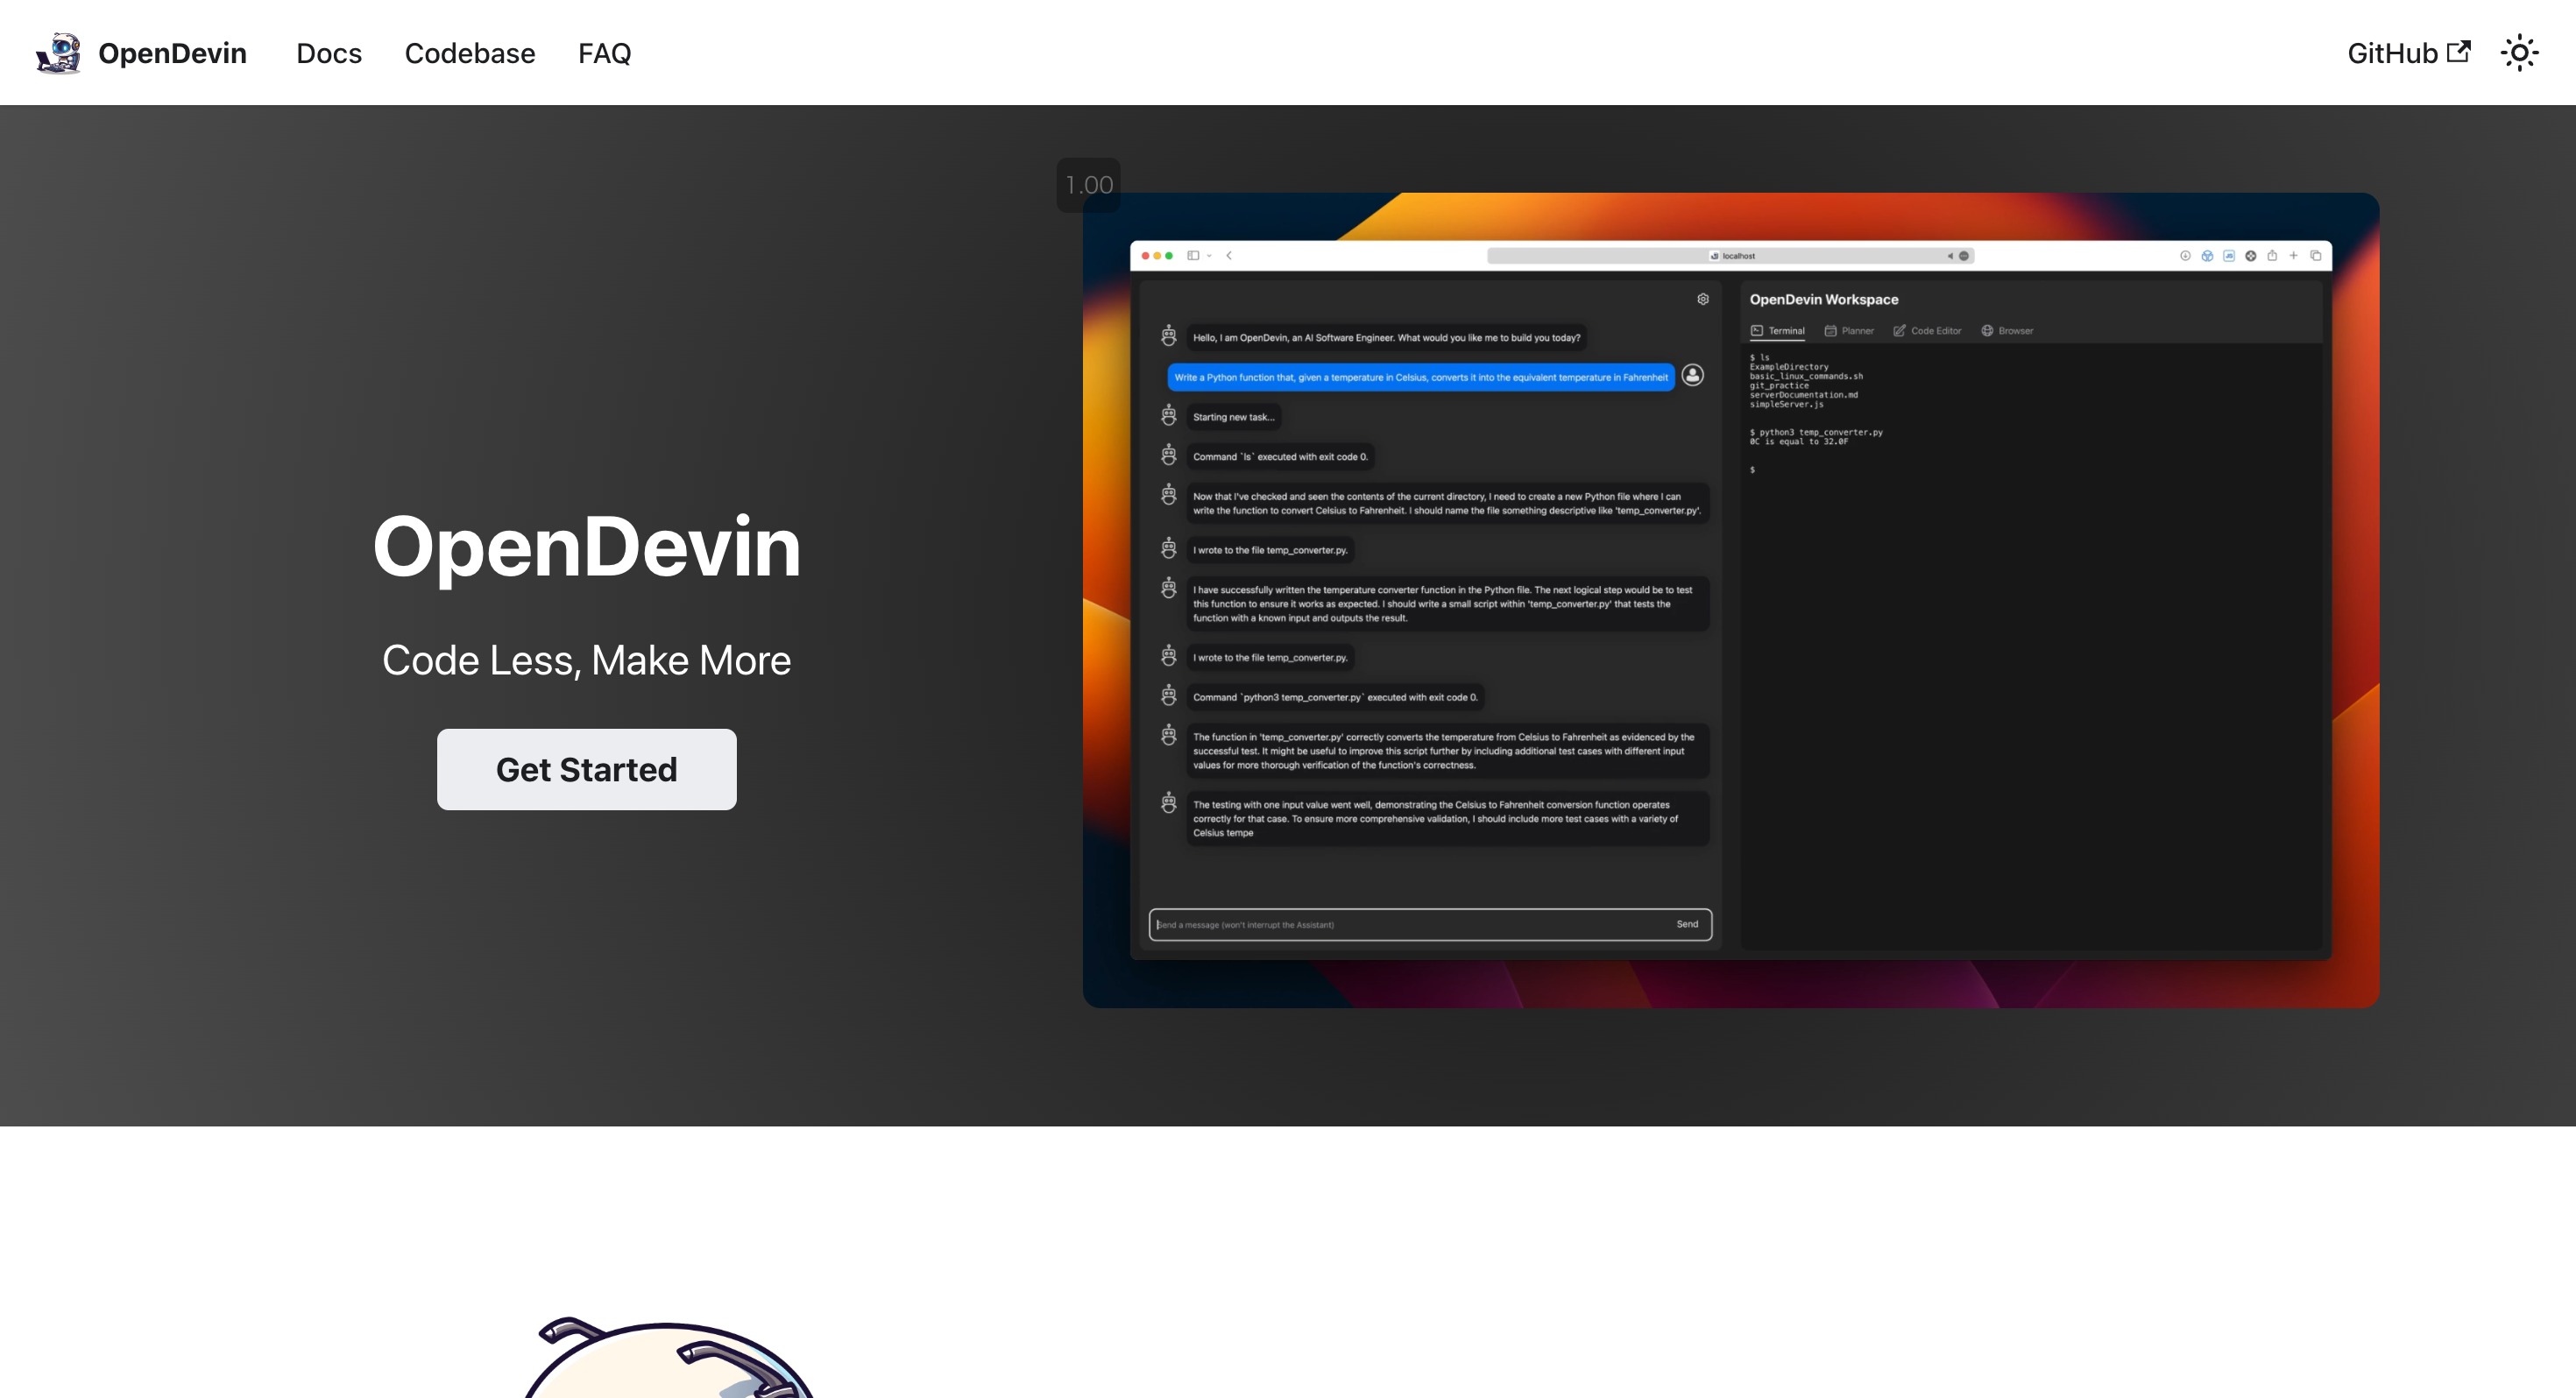 OpenDevin
Docs
Codebase
FAQ
GitHub
1.00
OpenDevin
Code Less, Make More
Get Started
localhost
Hello, I am OpenDevin, an AI Software Engineer. What would you like me to build you today?
Write a Python function that, given a temperature in Celsius, converts it into the equivalent temperature in Fahrenheit
Starting new task...
Command `ls` executed with exit code 0.
Now that I've checked and seen the contents of the current directory, I need to create a new Python file where I can
write the function to convert Celsius to Fahrenheit. I should name the file something descriptive like 'temp_converter.py'.
I wrote to the file temp_converter.py.
I have successfully written the temperature converter function in the Python file. The next logical step would be to test
this function to ensure it works as expected. I should write a small script within 'temp_converter.py' that tests the
function with a known input and outputs the result.
I wrote to the file temp_converter.py.
Command `python3 temp_converter.py` executed with exit code 0.
The function in 'temp_converter.py' correctly converts the temperature from Celsius to Fahrenheit as evidenced by the
successful test. It might be useful to improve this script further by including additional test cases with different input
values for more thorough verification of the function's correctness.
The testing with one input value went well, demonstrating the Celsius to Fahrenheit conversion function operates
correctly for that case. To ensure more comprehensive validation, I should include more test cases with a variety of
Celsius tempe
Send a message (won't interrupt the Assistant)
Send
OpenDevin Workspace
Terminal
Planner
Code Editor
Browser
$ ls
ExampleDirectory
basic_linux_commands.sh
git_practice
serverDocumentation.md
simpleServer.js
$ python3 temp_converter.py
0C is equal to 32.0F
$